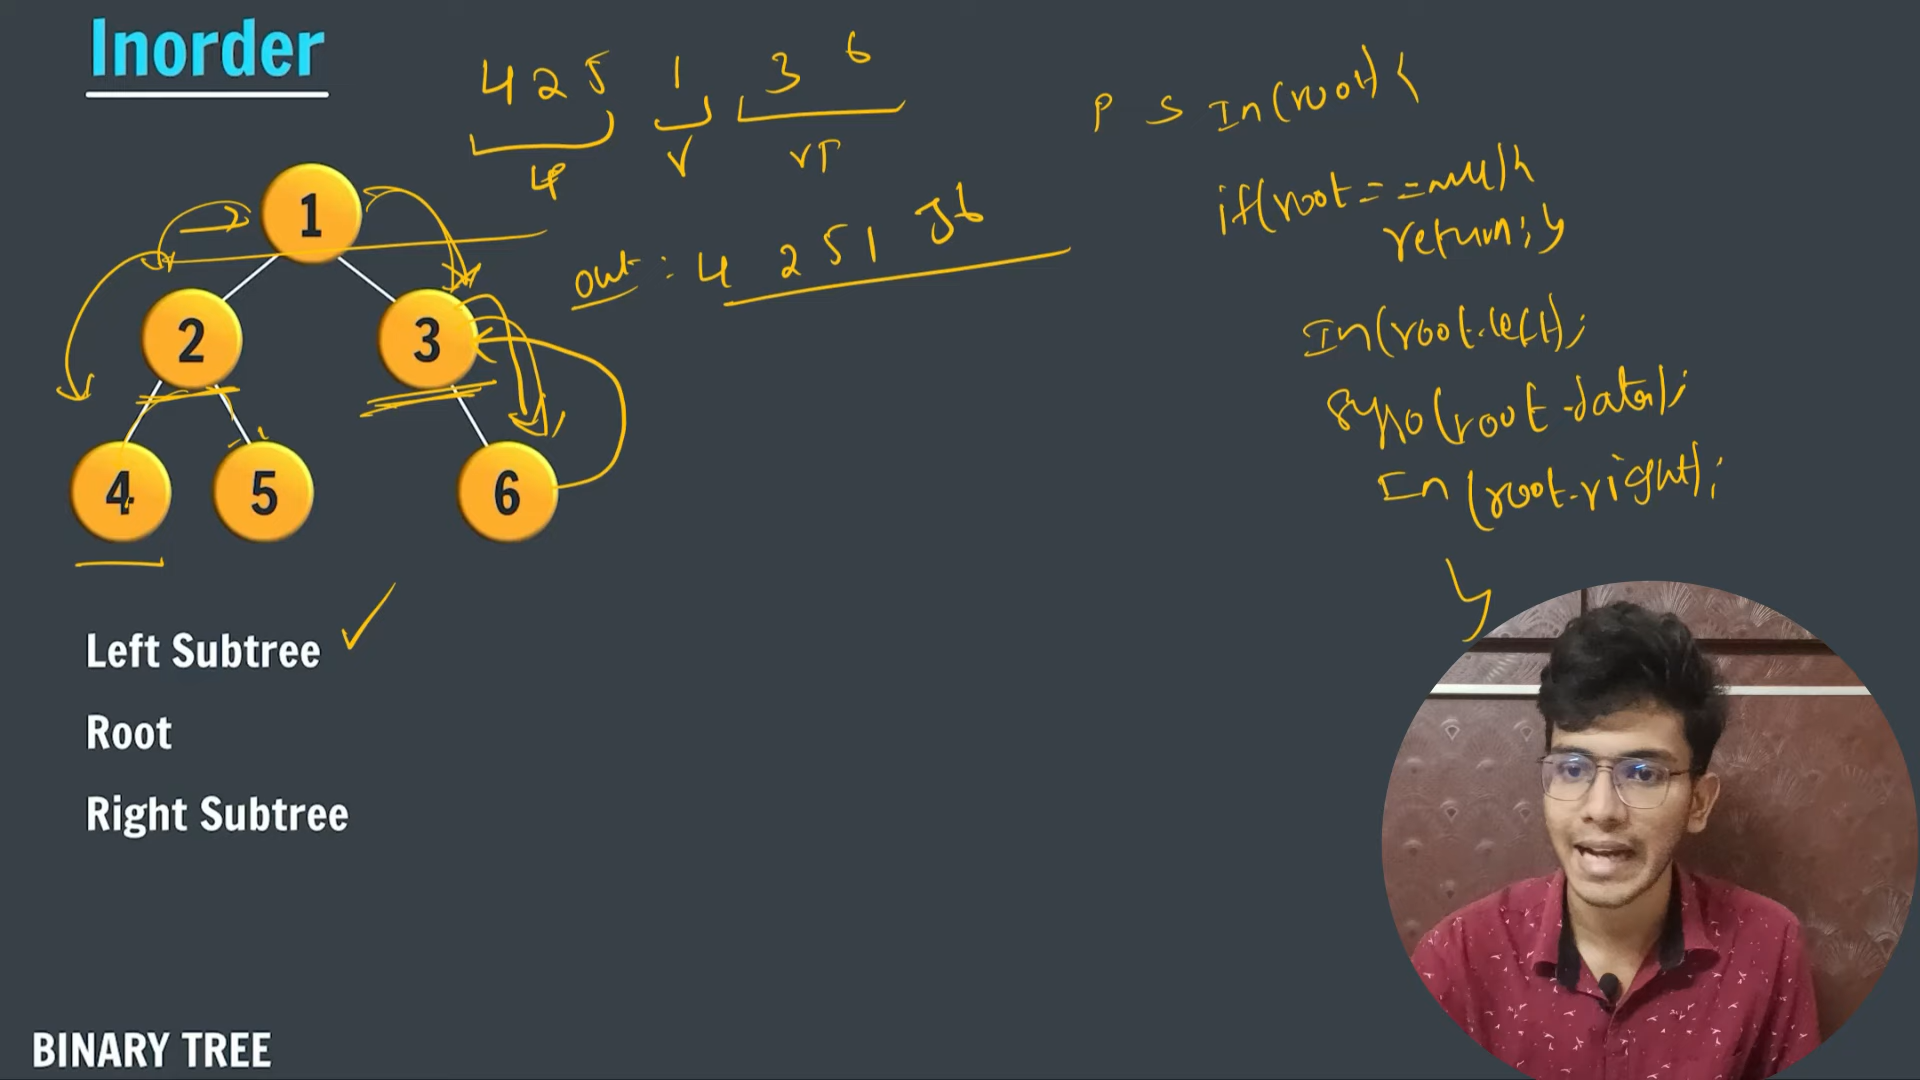 Inorder
4 2 5 1 3 6
r
out : 4 2 5 1 3 6
1
2 3
4 5 6
P S In(root) {
if(root == null) {
return; }
In(root.left);
syso(root.data);
In(root.right);
}
Left Subtree
Root
Right Subtree
BINARY TREE